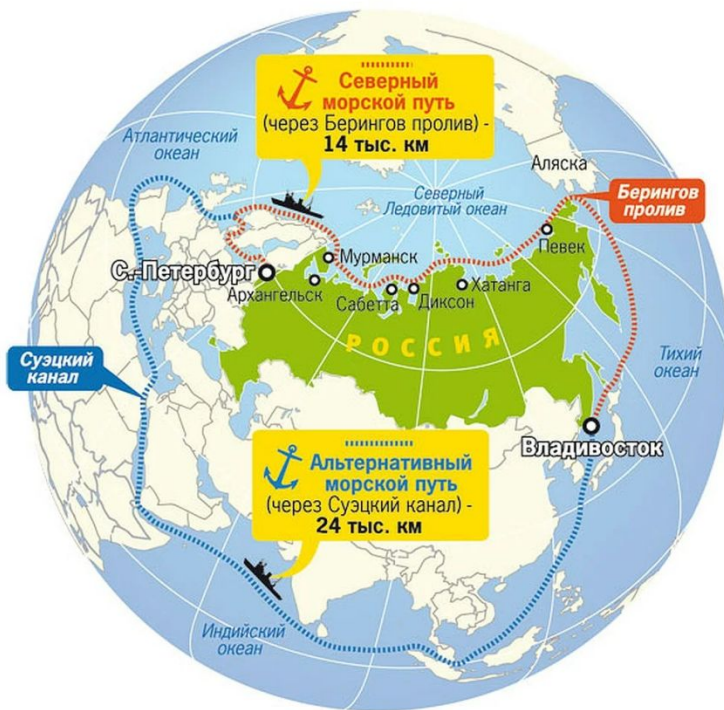 Северный
морской путь
(через Берингов пролив) -
14 тыс. км
Атлантический
океан
Аляска
Северный
Ледовитый океан
Берингов
пролив
Певек
Мурманск
С.-Петербург
Архангельск
Сабетта
Диксон
Хатанга
РОССИЯ
Суэцкий
канал
Тихий
океан
Владивосток
Альтернативный
морской путь
(через Суэцкий канал) -
24 тыс. км
Индийский
океан